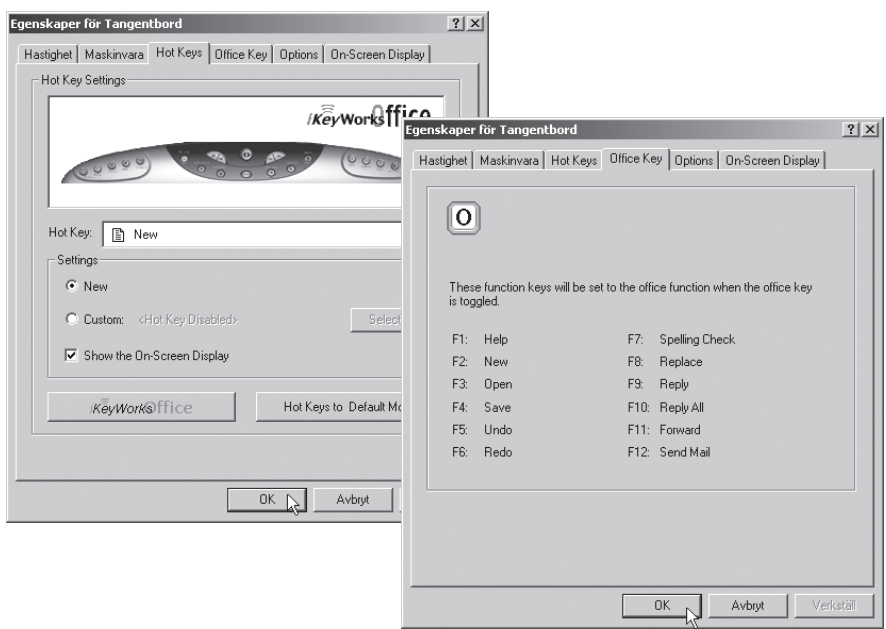 Egenskaper för Tangentbord
Hastighet Maskinvara Hot Keys Office Key Options On-Screen Display
Hot Key Settings
iKeyWorksOffice
Hot Key: New
Settings
New
Custom: <Hot Key Disabled> Select
Show the On-Screen Display
iKeyWorksOffice Hot Keys to Default Mo
OK Avbryt
Egenskaper för Tangentbord
Hastighet Maskinvara Hot Keys Office Key Options On-Screen Display
O
These function keys will be set to the office function when the office key
is toggled.
F1: Help F7: Spelling Check
F2: New F8: Replace
F3: Open F9: Reply
F4: Save F10: Reply All
F5: Undo F11: Forward
F6: Redo F12: Send Mail
OK Avbryt Verkställ